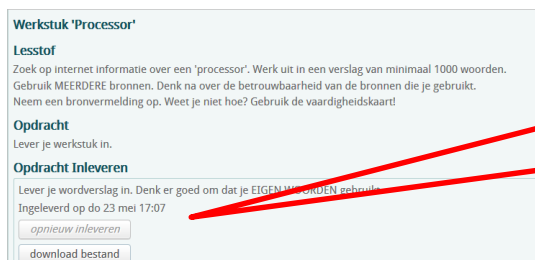 Werkstuk 'Processor'
Lesstof
Zoek op internet informatie over een 'processor'. Werk uit in een verslag van minimaal 1000 woorden.
Gebruik MEERDERE bronnen. Denk na over de betrouwbaarheid van de bronnen die je gebruikt.
Neem een bronvermelding op. Weet je niet hoe? Gebruik de vaardigheidskaart!
Opdracht
Lever je werkstuk in.
Opdracht Inleveren
Lever je wordverslag in. Denk er goed om dat je EIGEN WOORDEN gebruikt.
Ingeleverd op do 23 mei 17:07
opnieuw inleveren
download bestand